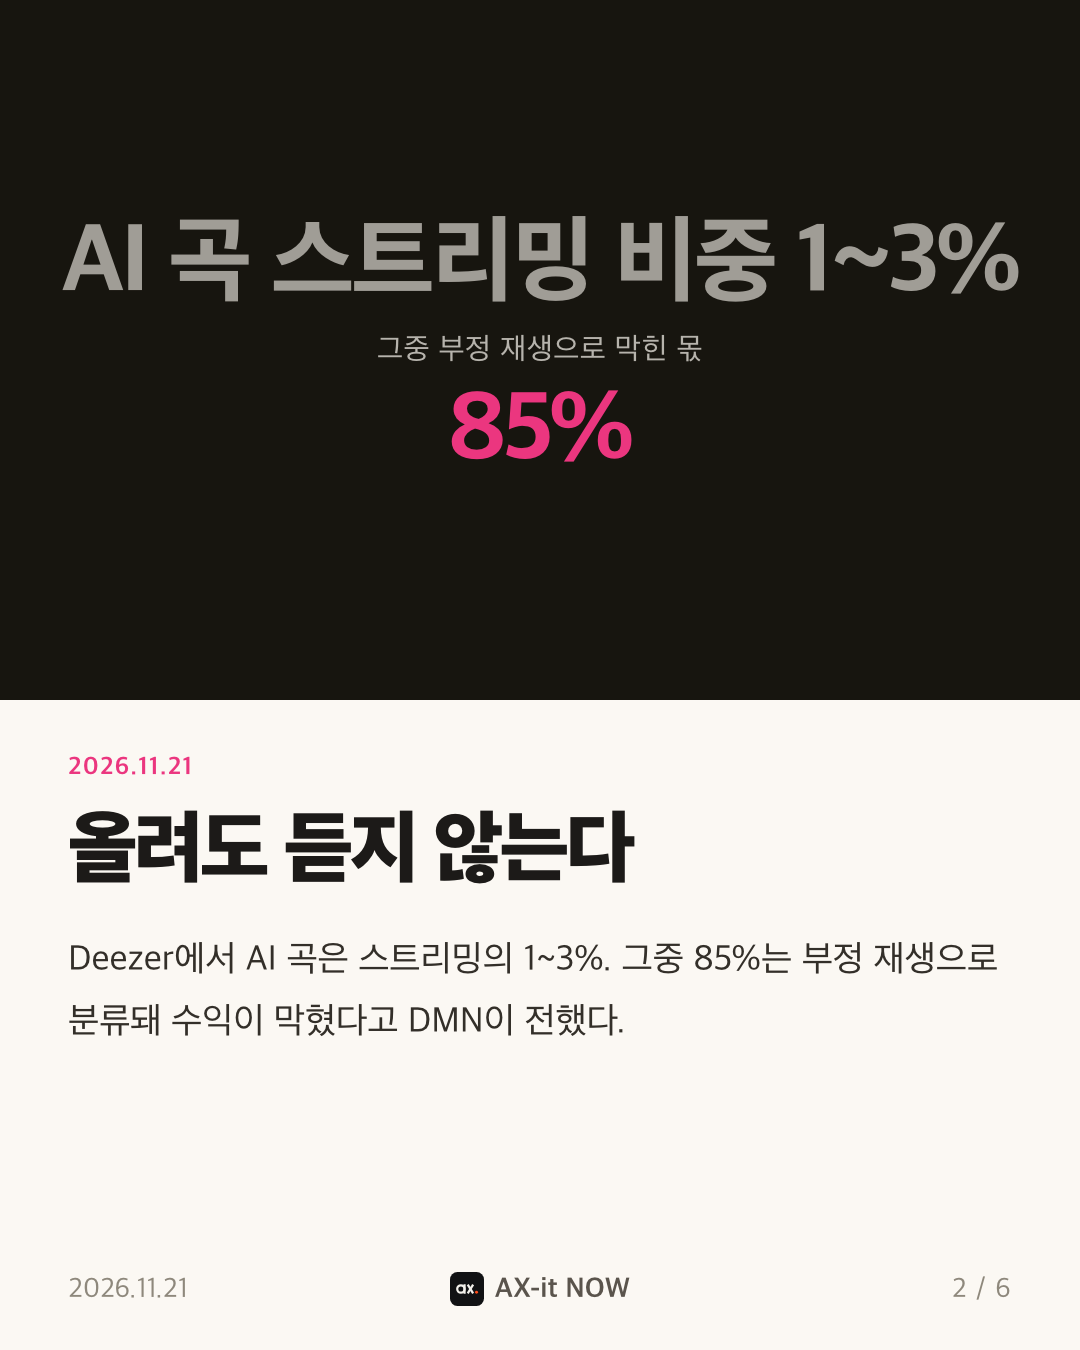 AI 곡 스트리밍 비중 1~3%
그중 부정 재생으로 막힌 몫
85%
2026.11.21
올려도 듣지 않는다
Deezer에서 AI 곡은 스트리밍의 1~3%. 그중 85%는 부정 재생으로
분류돼 수익이 막혔다고 DMN이 전했다.
2026.11.21
ax. AX-it NOW
2 / 6